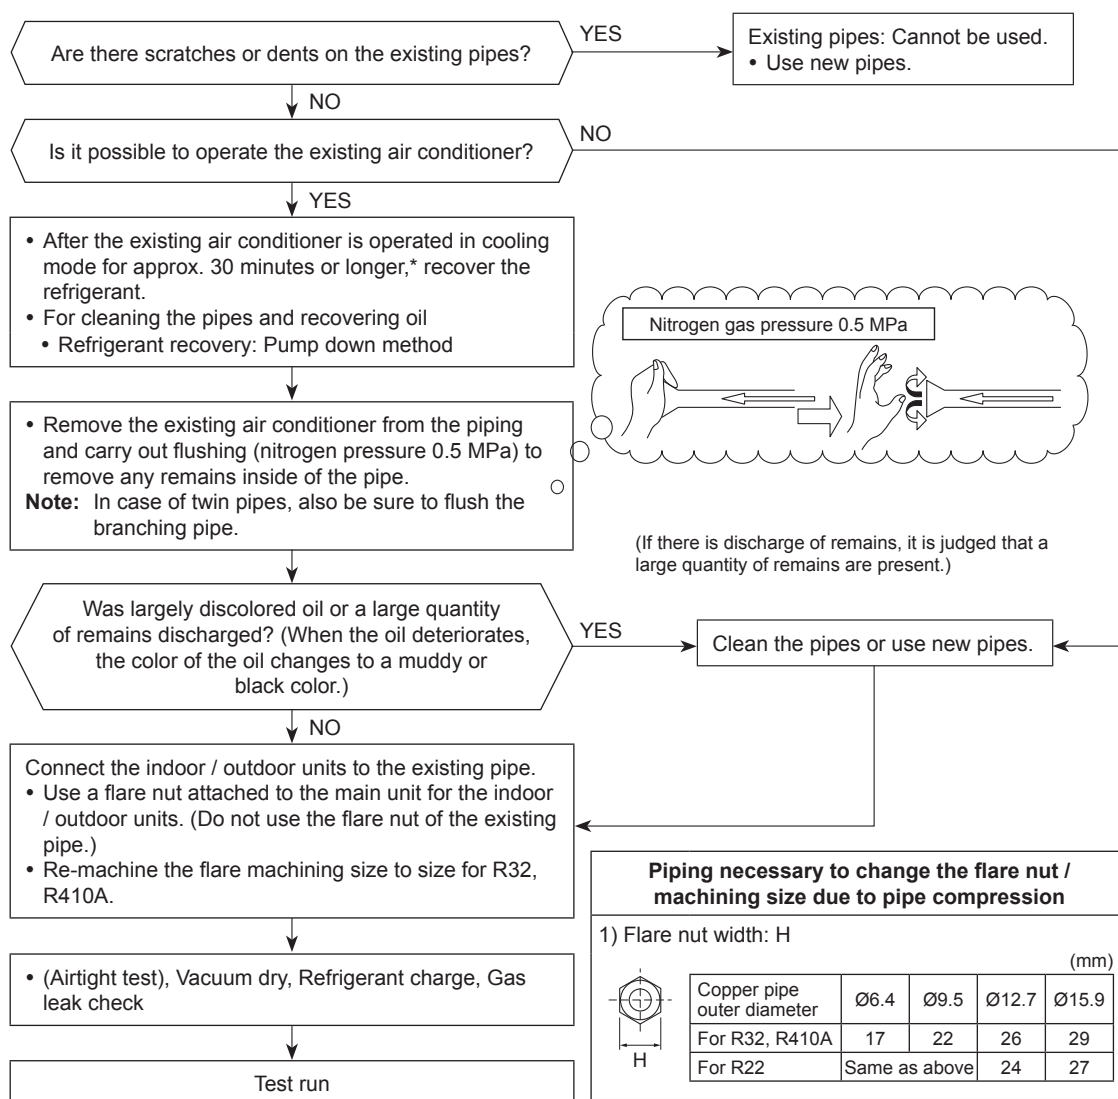 Are there scratches or dents on the existing pipes?
YES
Existing pipes: Cannot be used.
• Use new pipes.
NO
Is it possible to operate the existing air conditioner?
NO
YES
• After the existing air conditioner is operated in cooling
mode for approx. 30 minutes or longer,* recover the
refrigerant.
• For cleaning the pipes and recovering oil
• Refrigerant recovery: Pump down method
Nitrogen gas pressure 0.5 MPa
• Remove the existing air conditioner from the piping
and carry out flushing (nitrogen pressure 0.5 MPa) to
remove any remains inside of the pipe.
Note: In case of twin pipes, also be sure to flush the
branching pipe.
(If there is discharge of remains, it is judged that a
large quantity of remains are present.)
Was largely discolored oil or a large quantity
of remains discharged? (When the oil deteriorates,
the color of the oil changes to a muddy or
black color.)
YES
Clean the pipes or use new pipes.
NO
Connect the indoor / outdoor units to the existing pipe.
• Use a flare nut attached to the main unit for the indoor
/ outdoor units. (Do not use the flare nut of the existing
pipe.)
• Re-machine the flare machining size to size for R32,
R410A.
• (Airtight test), Vacuum dry, Refrigerant charge, Gas
leak check
Test run
Piping necessary to change the flare nut /
machining size due to pipe compression
1) Flare nut width: H
(mm)
H
Copper pipe
outer diameter Ø6.4 Ø9.5 Ø12.7 Ø15.9
For R32, R410A 17 22 26 29
For R22 Same as above 24 27